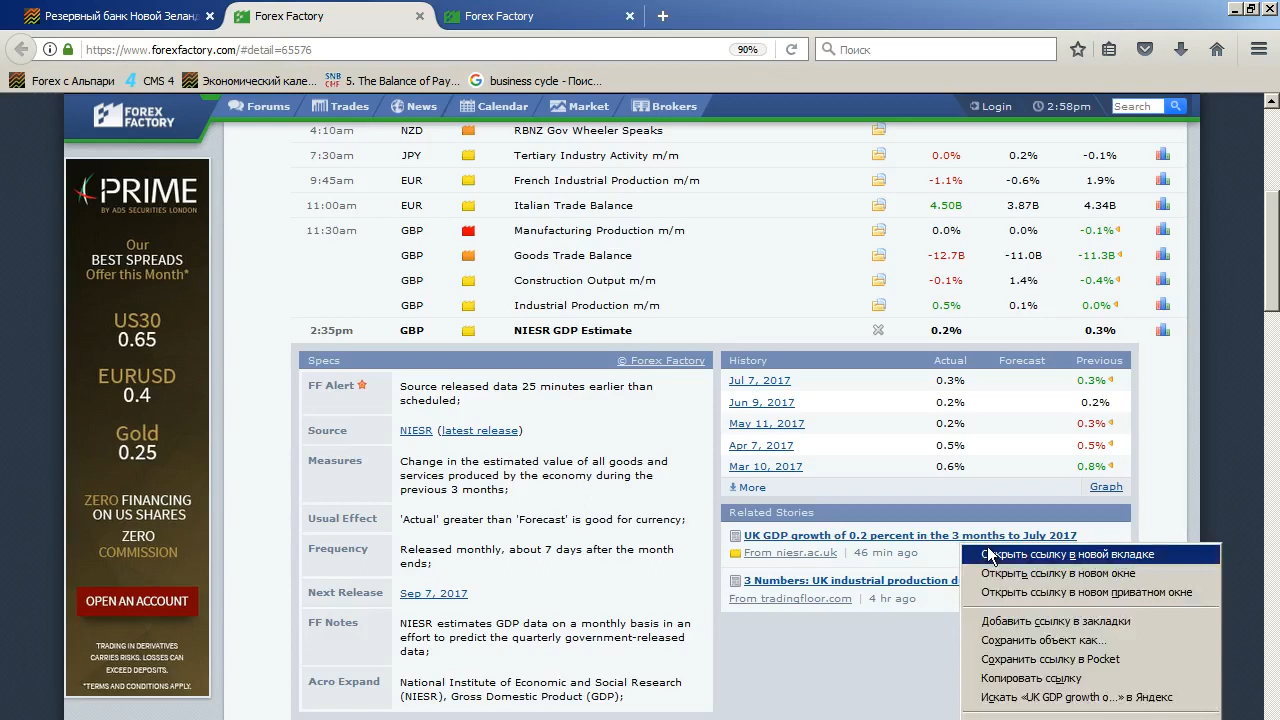 Резервный банк Новой Зеланд
Forex Factory
Forex Factory
https://www.forexfactory.com/#detail=65576
90%
Поиск
Forex с Альпари
CMS 4
Экономический кале...
SNB CHF
5. The Balance of Pay...
business cycle - Поис...
FOREX FACTORY
Forums
Trades
News
Calendar
Market
Brokers
Login
2:58pm
Search
4:10am NZD RBNZ Gov Wheeler Speaks
7:30am JPY Tertiary Industry Activity m/m 0.0% 0.2% -0.1%
9:45am EUR French Industrial Production m/m -1.1% -0.6% 1.9%
11:00am EUR Italian Trade Balance 4.50B 3.87B 4.34B
11:30am GBP Manufacturing Production m/m 0.0% 0.0% -0.1%
GBP Goods Trade Balance -12.7B -11.0B -11.3B
GBP Construction Output m/m -0.1% 1.4% -0.4%
GBP Industrial Production m/m 0.5% 0.1% 0.0%
2:35pm GBP NIESR GDP Estimate 0.2% 0.3%
PRIME
BY ADS SECURITIES LONDON
Our
BEST SPREADS
Offer this Month*
US30
0.65
EURUSD
0.4
Gold
0.25
ZERO FINANCING
ON US SHARES
ZERO
COMMISSION
OPEN AN ACCOUNT
TRADING IN DERIVATIVES
CARRIES RISKS. LOSSES CAN
EXCEED DEPOSITS.
*TERMS AND CONDITIONS APPLY.
Specs © Forex Factory
FF Alert Source released data 25 minutes earlier than
scheduled;
Source NIESR (latest release)
Measures Change in the estimated value of all goods and
services produced by the economy during the
previous 3 months;
Usual Effect 'Actual' greater than 'Forecast' is good for currency;
Frequency Released monthly, about 7 days after the month
ends;
Next Release Sep 7, 2017
FF Notes NIESR estimates GDP data on a monthly basis in an
effort to predict the quarterly government-released
data;
Acro Expand National Institute of Economic and Social Research
(NIESR), Gross Domestic Product (GDP);
History Actual Forecast Previous
Jul 7, 2017 0.3% 0.3%
Jun 9, 2017 0.2% 0.2%
May 11, 2017 0.2% 0.3%
Apr 7, 2017 0.5% 0.5%
Mar 10, 2017 0.6% 0.8%
More Graph
Related Stories
UK GDP growth of 0.2 percent in the 3 months to July 2017
From niesr.ac.uk | 46 min ago
3 Numbers: UK industrial production d
From tradingfloor.com | 4 hr ago
ссылку в новой вкладке
Открыть ссылку в новом окне
Открыть ссылку в новом приватном окне
Добавить ссылку в закладки
Сохранить объект как...
Сохранить ссылку в Pocket
Копировать ссылку
Искать «UK GDP growth o...» в Яндекс